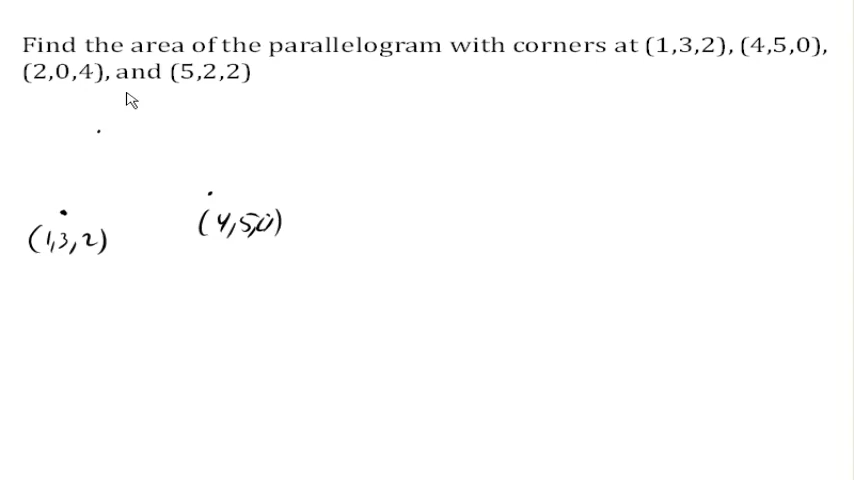 Find the area of the parallelogram with corners at (1,3,2), (4,5,0),
(2,0,4), and (5,2,2)
(4,5,0)
(1,3,2)